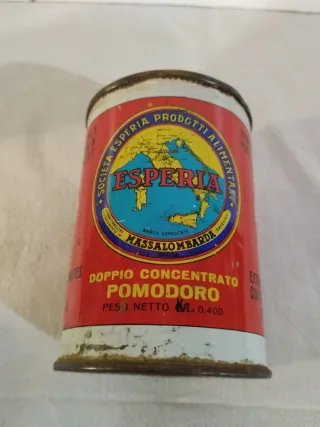 SOCIETÀ ESPERIA PRODOTTI ALIMENTARI
ESPERIA
MARCA DEPOSITATA
MASSALOMBARDA
DOPPIO CONCENTRATO
POMODORO
PESO NETTO KG. 0,400